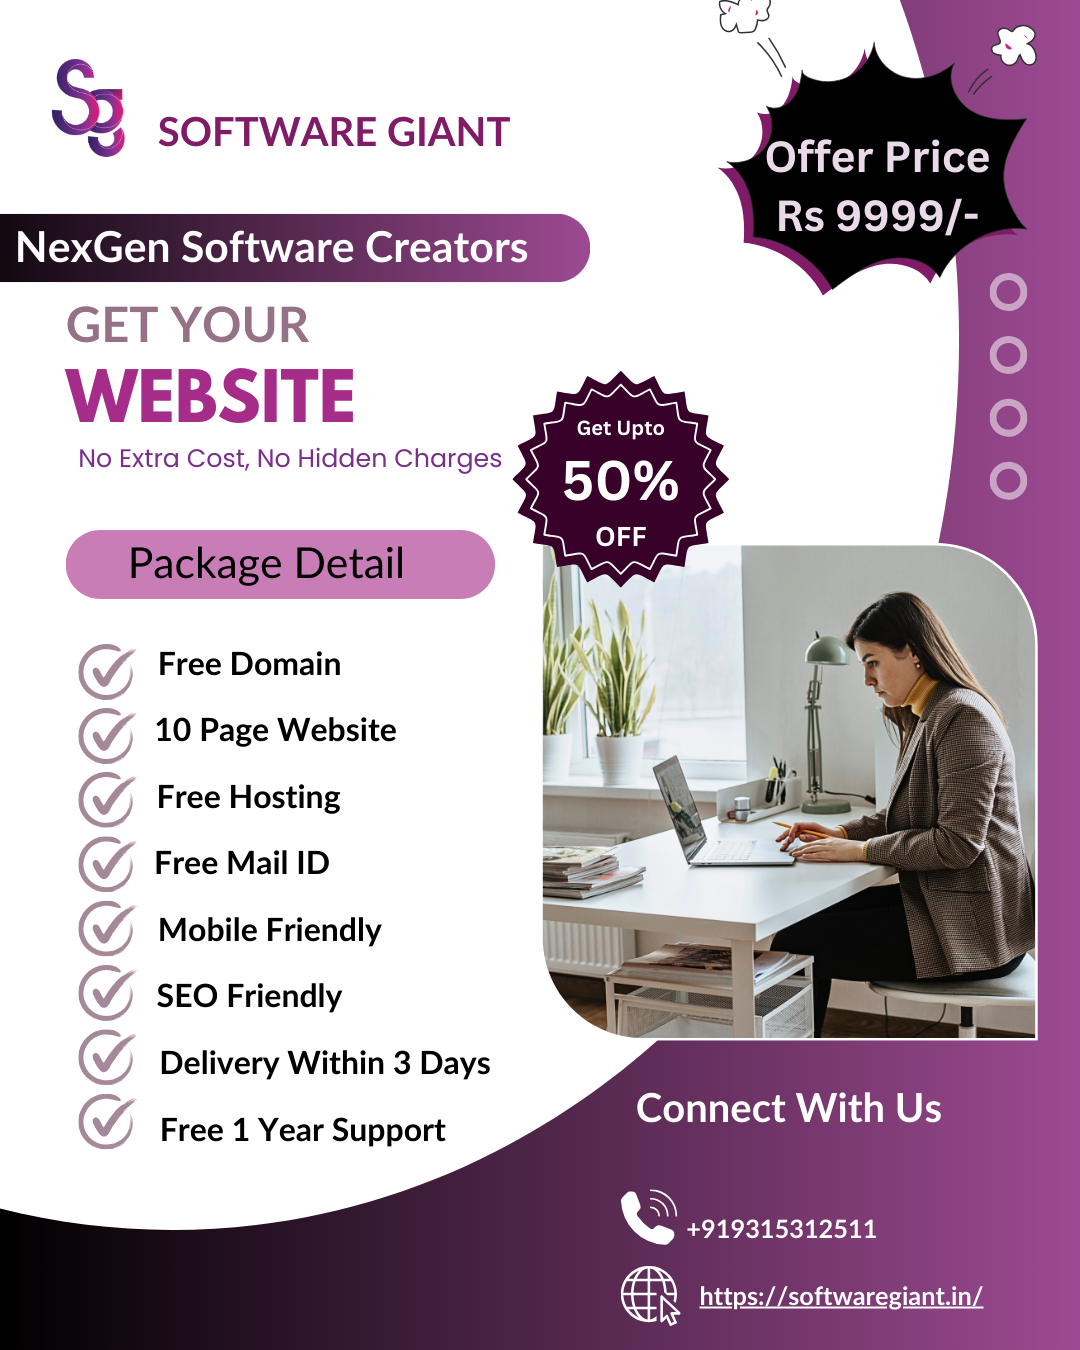 Sg
SOFTWARE GIANT
Offer Price
Rs 9999/-
NexGen Software Creators
GET YOUR
WEBSITE
No Extra Cost, No Hidden Charges
Get Upto
50%
OFF
Package Detail
Free Domain
10 Page Website
Free Hosting
Free Mail ID
Mobile Friendly
SEO Friendly
Delivery Within 3 Days
Free 1 Year Support
Connect With Us
+919315312511
https://softwaregiant.in/